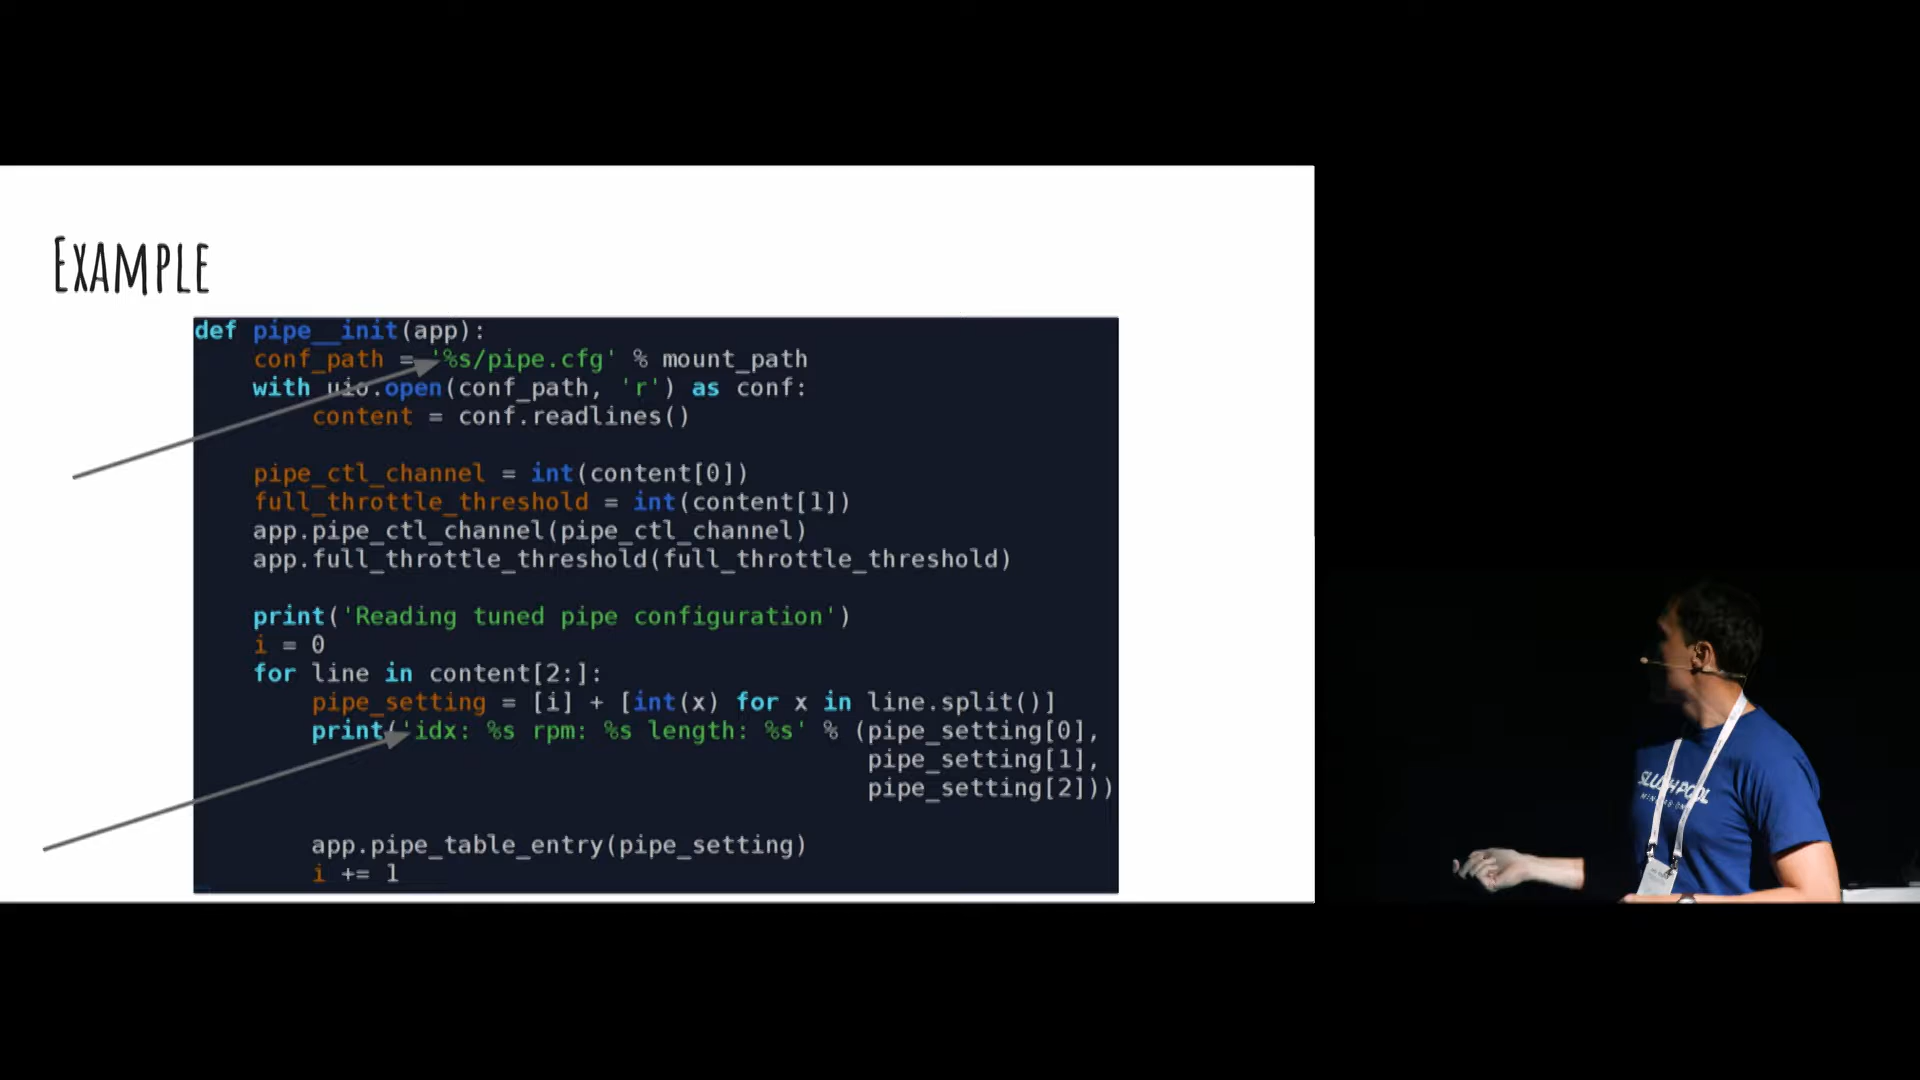 EXAMPLE
def pipe__init(app):
    conf_path = '%s/pipe.cfg' % mount_path
    with uio.open(conf_path, 'r') as conf:
        content = conf.readlines()
    pipe_ctl_channel = int(content[0])
    full_throttle_threshold = int(content[1])
    app.pipe_ctl_channel(pipe_ctl_channel)
    app.full_throttle_threshold(full_throttle_threshold)
    print('Reading tuned pipe configuration')
    i = 0
    for line in content[2:]:
        pipe_setting = [i] + [int(x) for x in line.split()]
        print('idx: %s rpm: %s length: %s' % (pipe_setting[0],
                                              pipe_setting[1],
                                              pipe_setting[2]))
        app.pipe_table_entry(pipe_setting)
        i += 1
SLUSH POOL